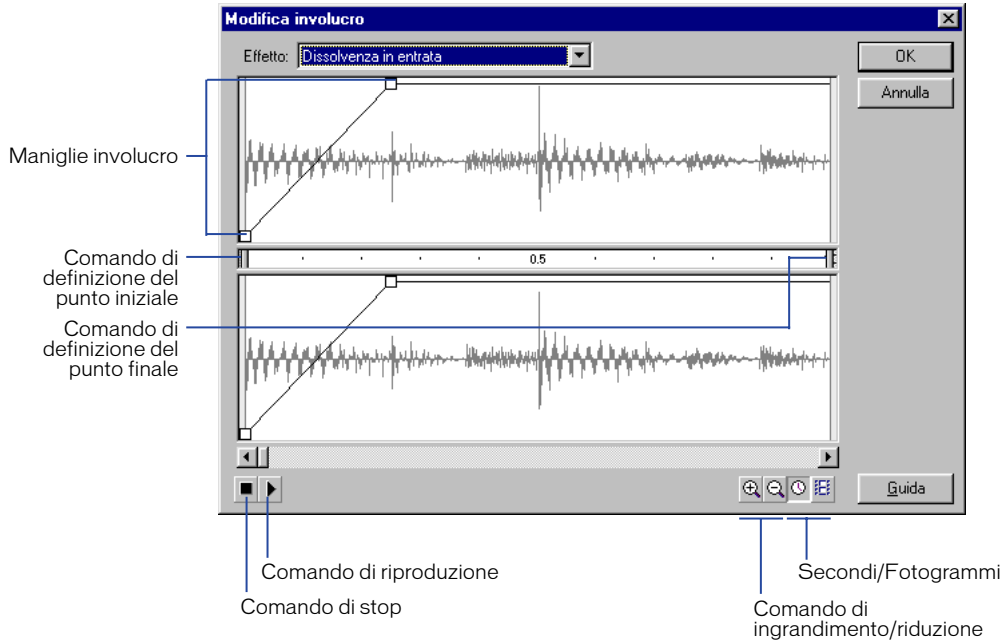 Modifica involucro
Effetto: Dissolvenza in entrata
OK
Annulla
Maniglie involucro
Comando di
definizione del
punto iniziale
0.5
Comando di
definizione del
punto finale
Guida
Comando di riproduzione
Secondi/Fotogrammi
Comando di stop
Comando di
ingrandimento/riduzione